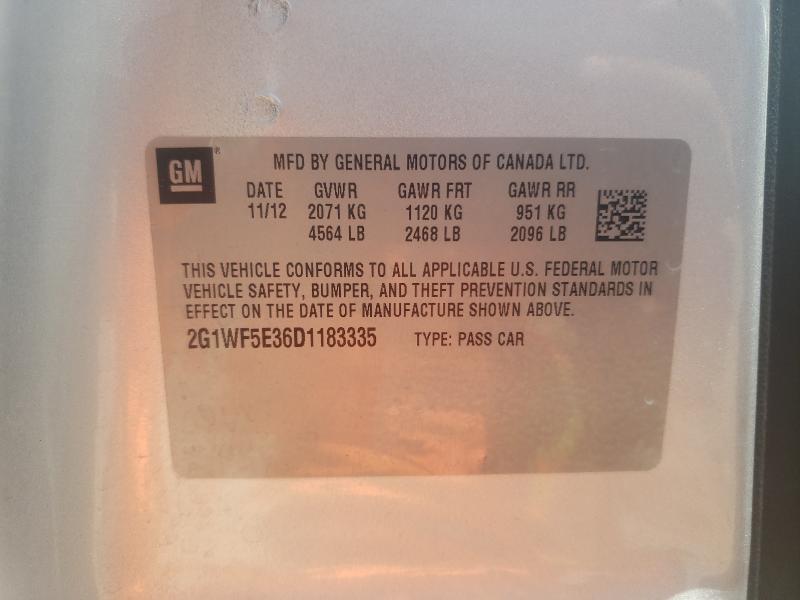 GM® MFD BY GENERAL MOTORS OF CANADA LTD.
DATE GVWR GAWR FRT GAWR RR
11/12 2071 KG 1120 KG 951 KG
4564 LB 2468 LB 2096 LB
THIS VEHICLE CONFORMS TO ALL APPLICABLE U.S. FEDERAL MOTOR
VEHICLE SAFETY, BUMPER, AND THEFT PREVENTION STANDARDS IN
EFFECT ON THE DATE OF MANUFACTURE SHOWN ABOVE.
2G1WF5E36D1183335 TYPE: PASS CAR